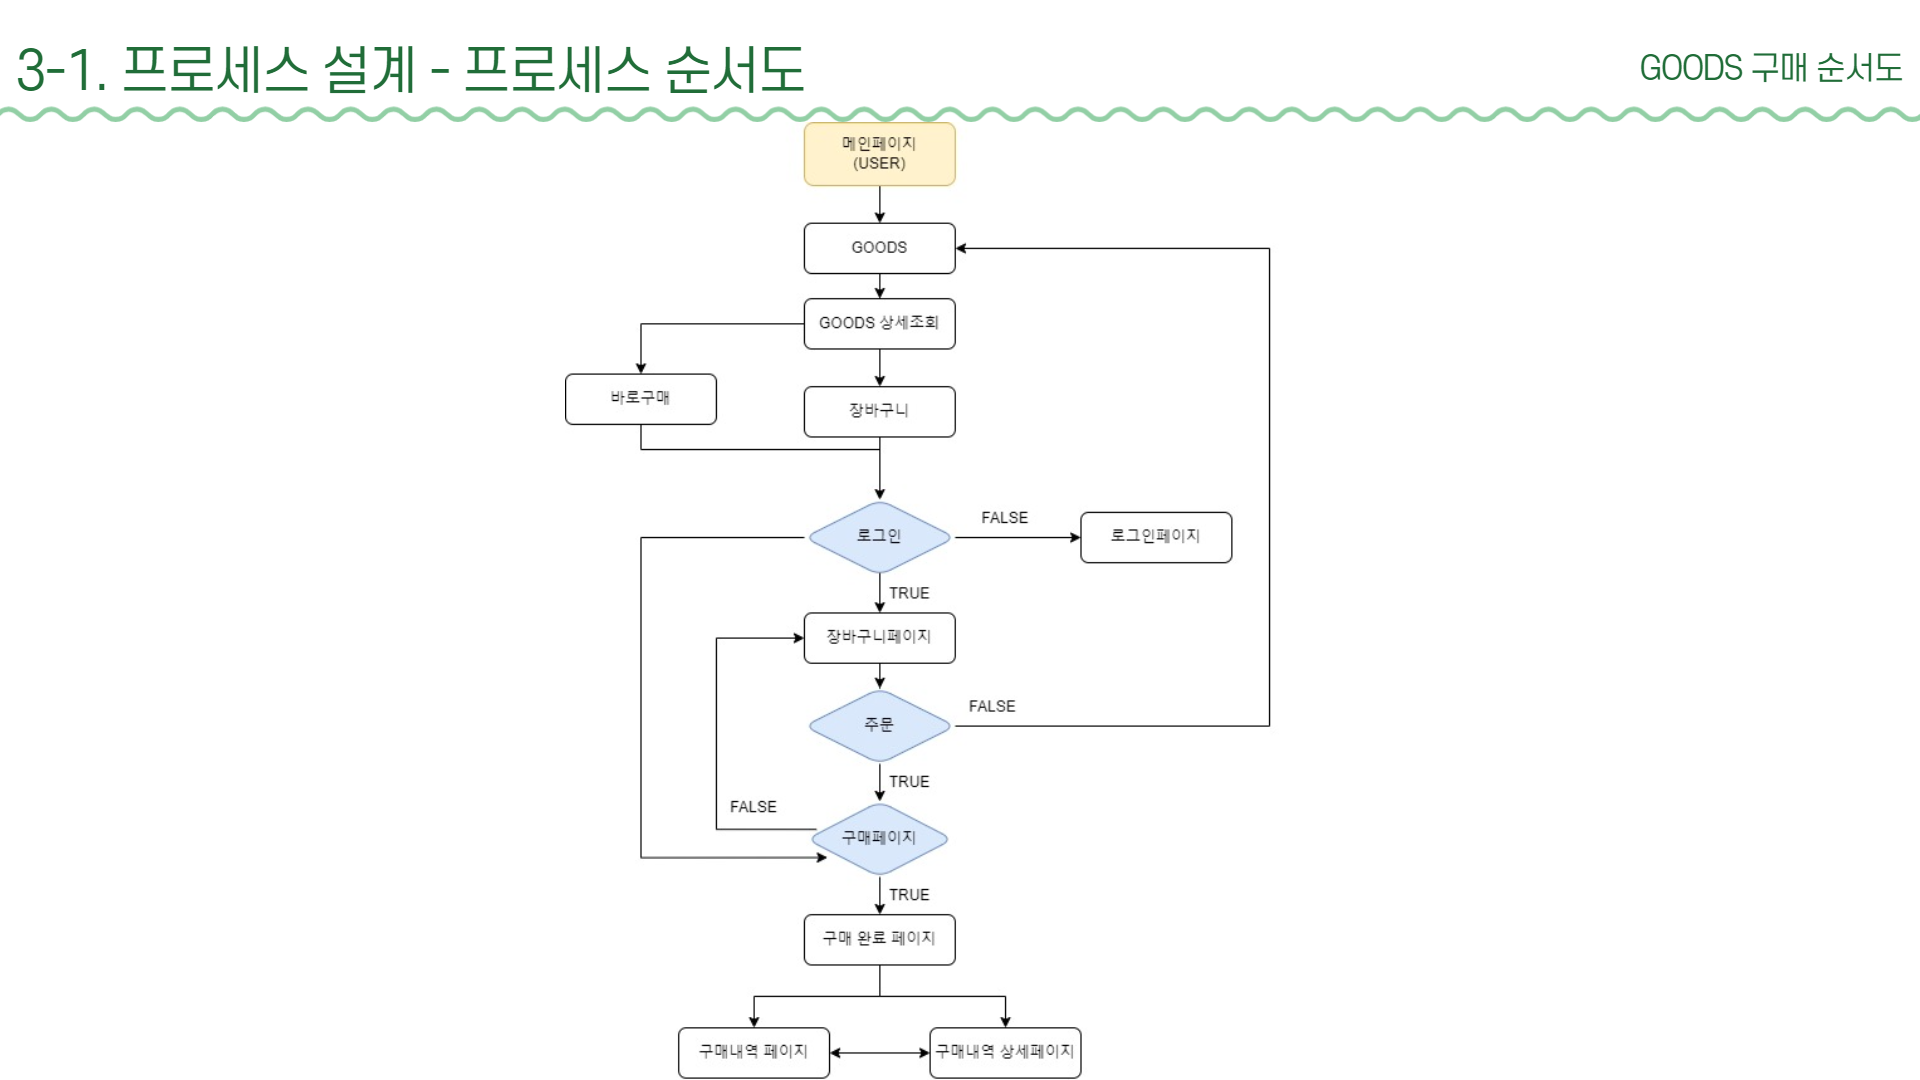 3-1. 프로세스 설계 - 프로세스 순서도
GOODS 구매 순서도
메인페이지
(USER)
GOODS
GOODS 상세조회
바로구매
장바구니
로그인
FALSE
로그인페이지
TRUE
장바구니페이지
주문
FALSE
TRUE
FALSE
구매페이지
TRUE
구매 완료 페이지
구매내역 페이지
구매내역 상세페이지